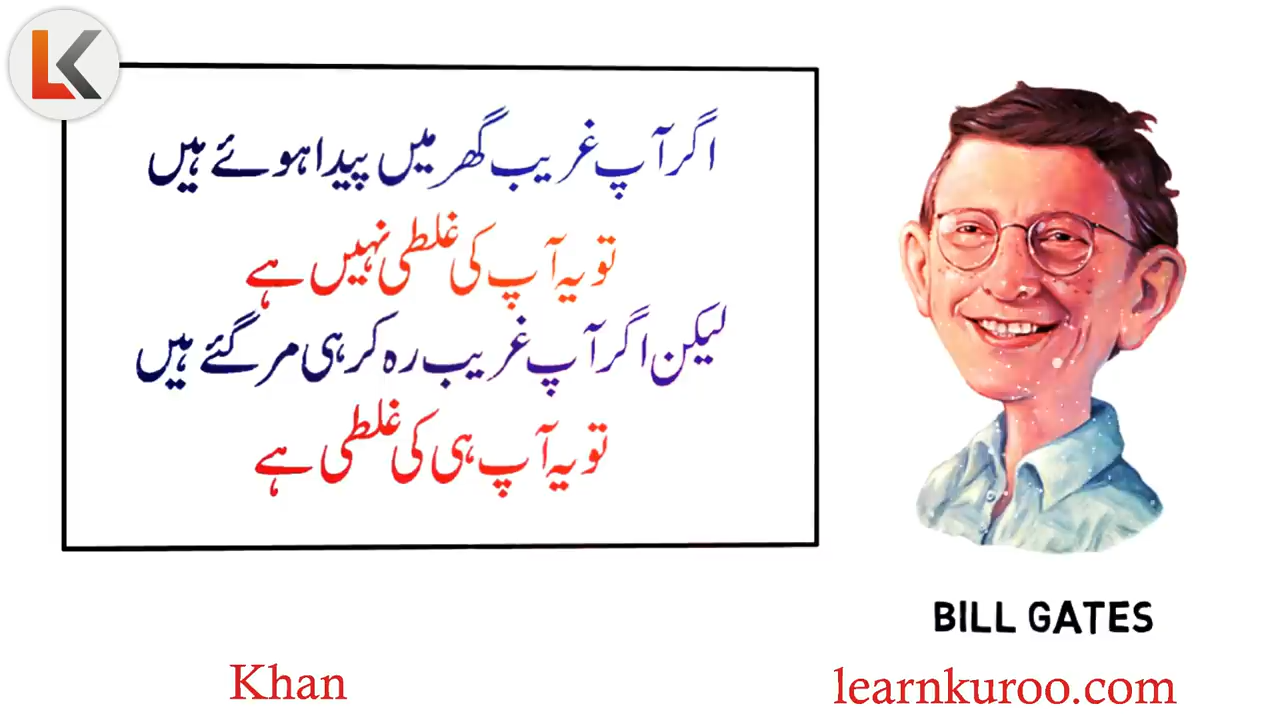 LK
اگر آپ غریب گھر میں پیدا ہوئے ہیں
تو یہ آپ کی غلطی نہیں ہے
لیکن اگر آپ غریب رہ کر ہی مر گئے ہیں
تو یہ آپ ہی کی غلطی ہے
BILL GATES
Khan
learnkuroo.com